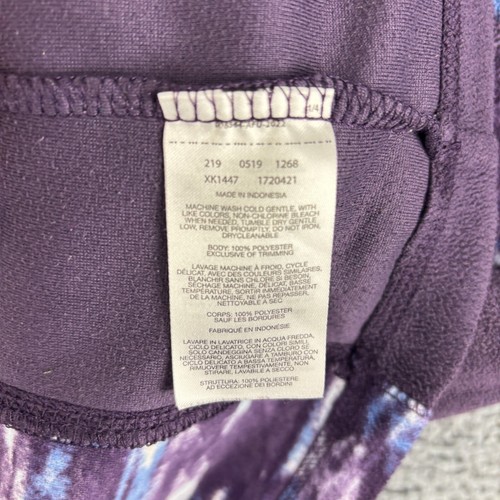 1/4
219 0519 1268
XK1447 1720421
MADE IN INDONESIA
MACHINE WASH COLD GENTLE, WITH
LIKE COLORS, NON-CHLORINE BLEACH
WHEN NEEDED, TUMBLE DRY GENTLE
LOW, REMOVE PROMPTLY, DO NOT IRON,
DRYCLEANABLE
BODY: 100% POLYESTER
EXCLUSIVE OF TRIMMING
LAVAGE MACHINE À FROID, CYCLE
DÉLICAT, AVEC DES COULEURS SIMILAIRES,
BLANCHIR SANS CHLORE SI BESOIN,
SÉCHAGE MACHINE, DÉLICAT, BASSE
TEMPÉRATURE, SORTIR IMMÉDIATEMENT
DE LA MACHINE, NE PAS REPASSER,
NETTOYABLE A SEC
CORPS: 100% POLYESTER
SAUF LES BORDURES
FABRIQUÉ EN INDONÉSIE
LAVARE IN LAVATRICE IN ACQUA FREDDA,
CICLO DELICATO, CON COLORI SIMILI,
SOLO CANDEGGINA SENZA CLORO SE
NECESSARIO, ASCIUGARE A TAMBURO CON
CICLO DELICATO A BASSA TEMPERATURA,
RIMUOVERE TEMPESTIVAMENTE, NON
STIRARE, LAVABILE A SECCO
STRUTTURA: 100% POLIESTERE
AD ECCEZIONE DEI BORDINI